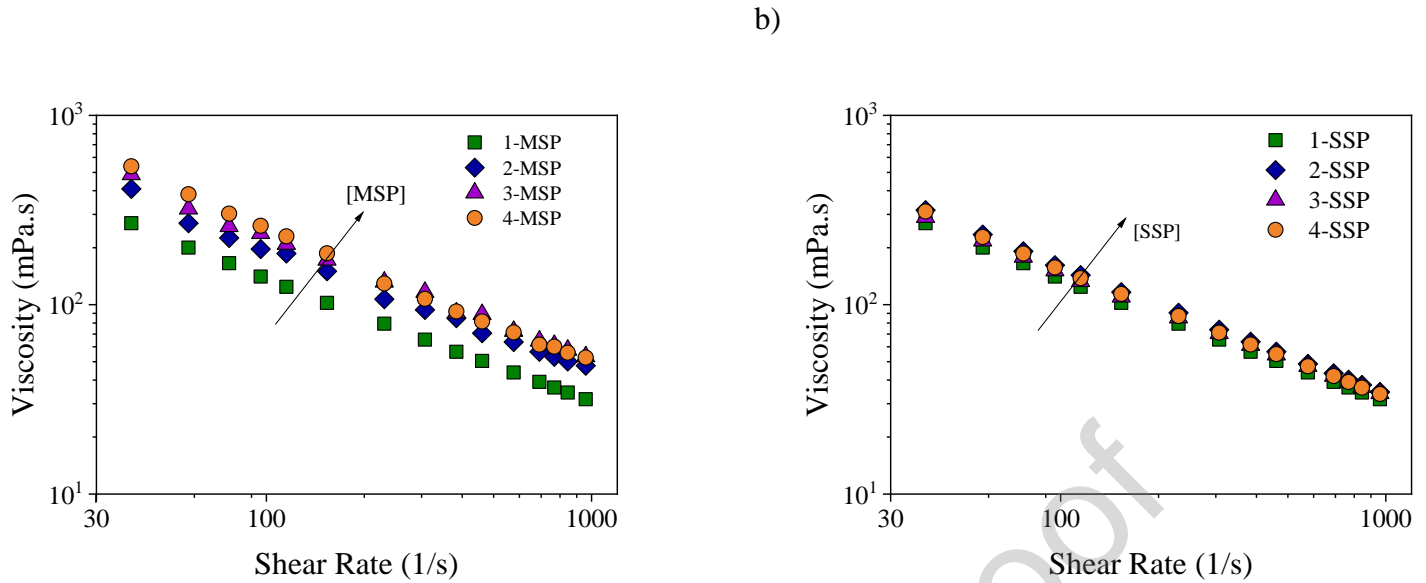 b)
10³
10²
10¹
Viscosity (mPa.s)
1-MSP
2-MSP
3-MSP
4-MSP
[MSP]
30
100
1000
Shear Rate (1/s)
10³
10²
10¹
Viscosity (mPa.s)
1-SSP
2-SSP
3-SSP
4-SSP
[SSP]
30
100
1000
Shear Rate (1/s)
oof